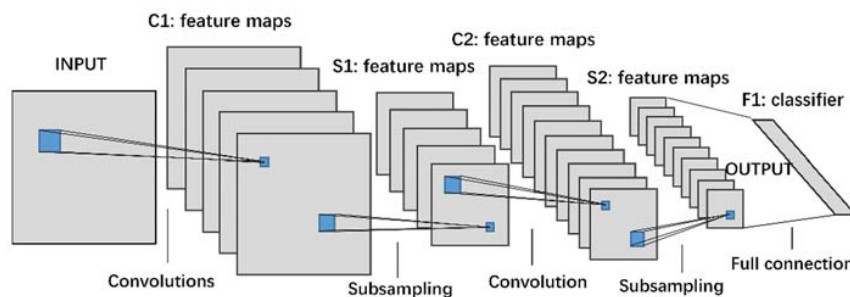 C1: feature maps
INPUT
S1: feature maps
C2: feature maps
S2: feature maps
F1: classifier
OUTPUT
Convolutions
Subsampling
Convolution
Subsampling
Full connection